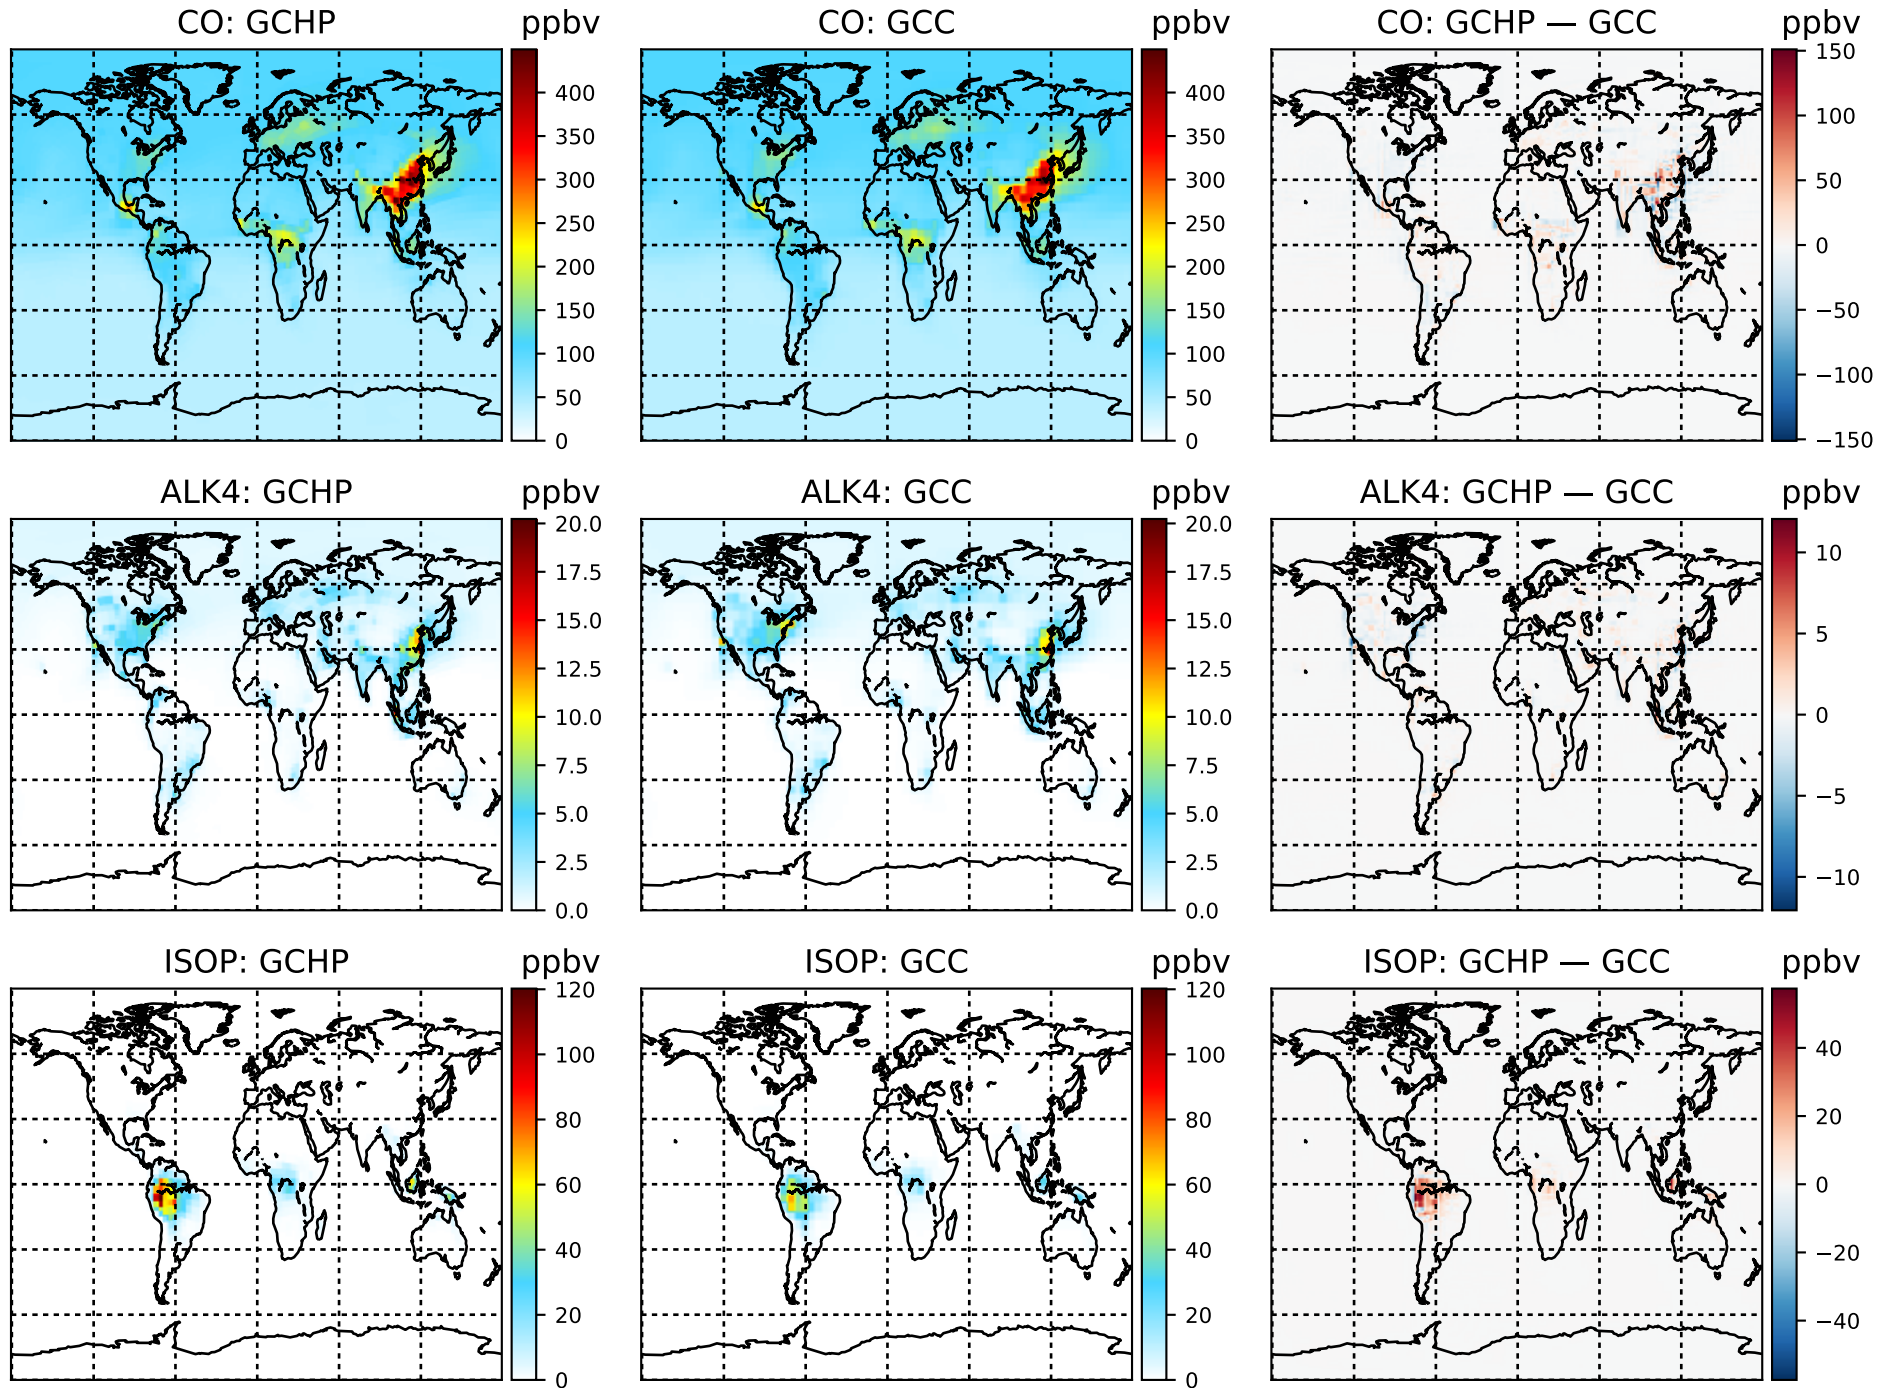 CO: GCHP ppbv CO: GCC ppbv CO: GCHP — GCC ppbv
400 400 150
350 350 100
300 300 50
250 250 0
200 200 −50
150 150 −100
100 100 −150
50 50
0 0
ALK4: GCHP ppbv ALK4: GCC ppbv ALK4: GCHP — GCC ppbv
20.0 20.0 10
17.5 17.5 5
15.0 15.0 0
12.5 12.5 −5
10.0 10.0 −10
7.5 7.5
5.0 5.0
2.5 2.5
0.0 0.0
ISOP: GCHP ppbv ISOP: GCC ppbv ISOP: GCHP — GCC ppbv
120 120 40
100 100 20
80 80 0
60 60 −20
40 40 −40
20 20
0 0